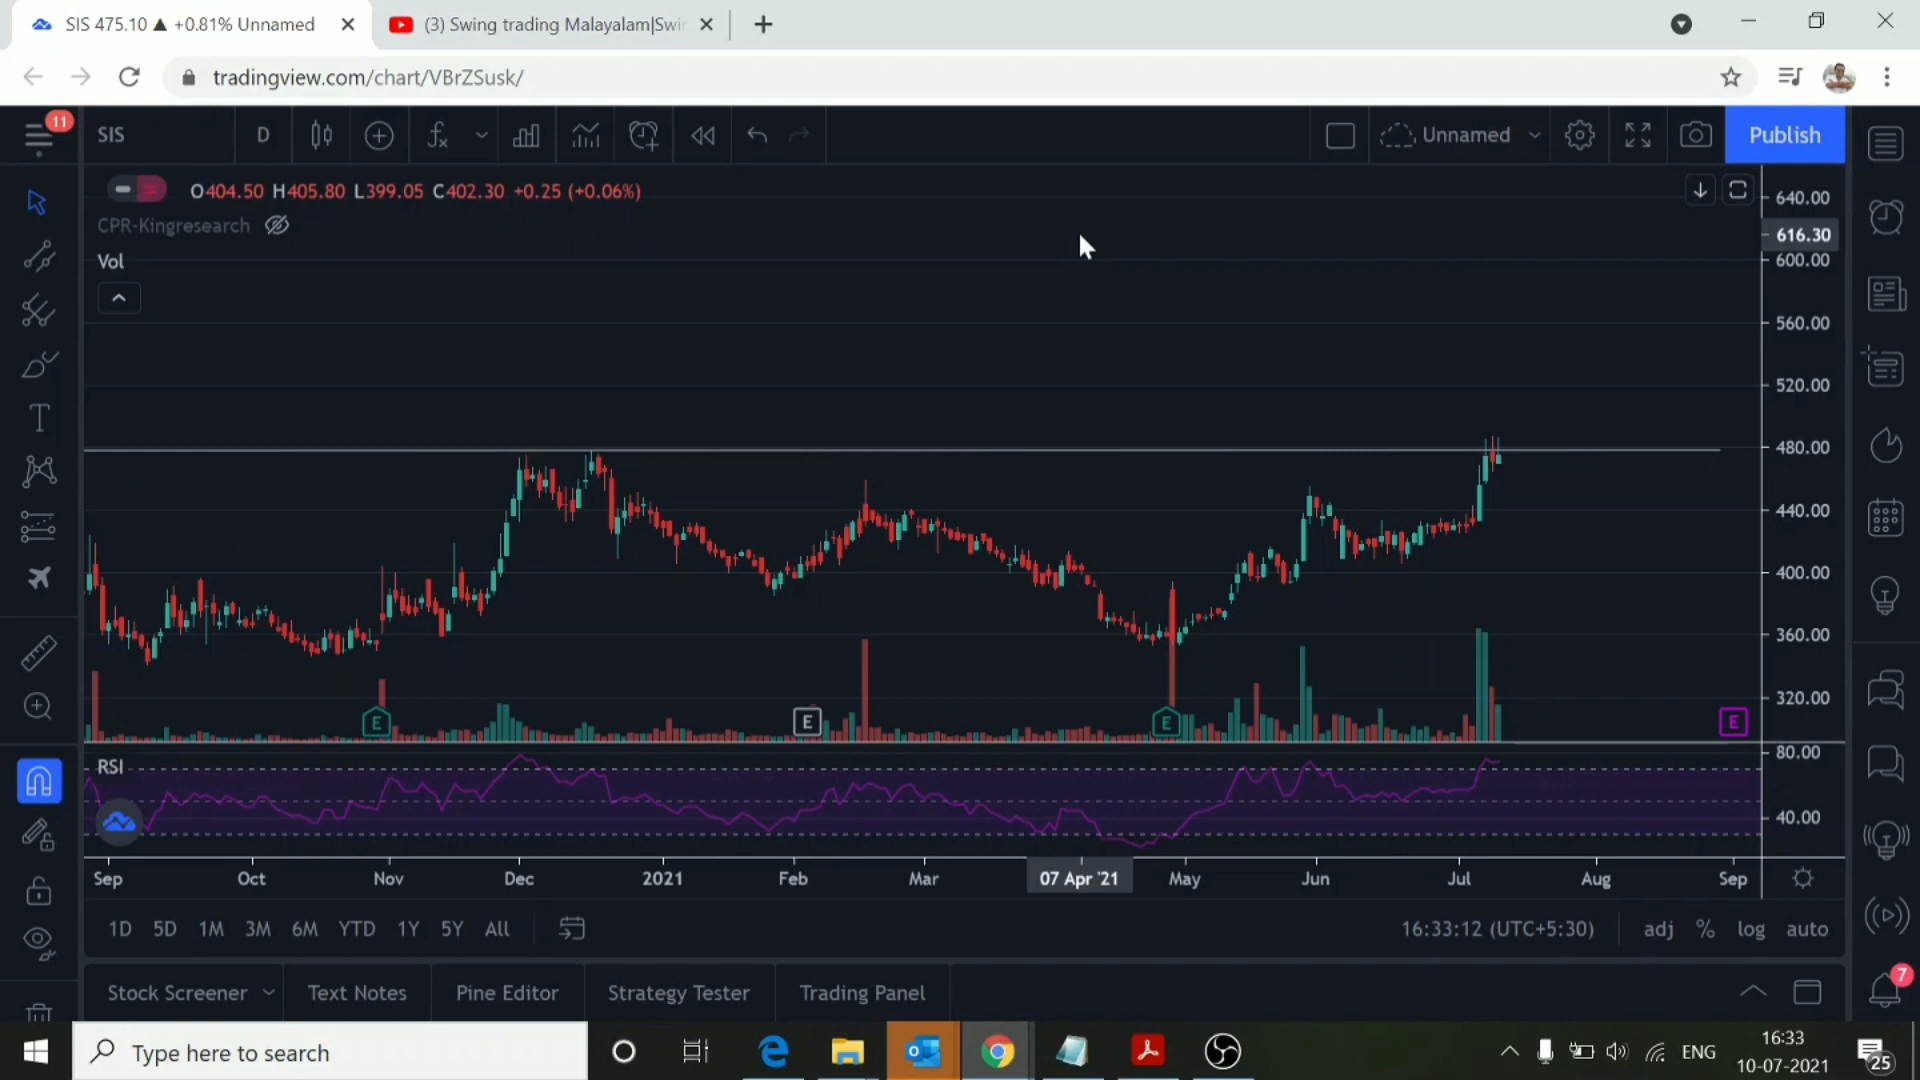 SIS 475.10 ▲ +0.81% Unnamed
(3) Swing trading Malayalam|Swi
tradingview.com/chart/VBrZSusk/
11
SIS
D
Unnamed
Publish
O404.50 H405.80 L399.05 C402.30 +0.25 (+0.06%)
CPR-Kingresearch
Vol
640.00
616.30
600.00
560.00
520.00
480.00
440.00
400.00
360.00
320.00
E
E
E
E
RSI
80.00
40.00
Sep
Oct
Nov
Dec
2021
Feb
Mar
07 Apr '21
May
Jun
Jul
Aug
Sep
1D 5D 1M 3M 6M YTD 1Y 5Y All
16:33:12 (UTC+5:30)
adj % log auto
Stock Screener
Text Notes
Pine Editor
Strategy Tester
Trading Panel
7
Type here to search
ENG
16:33
10-07-2021
25